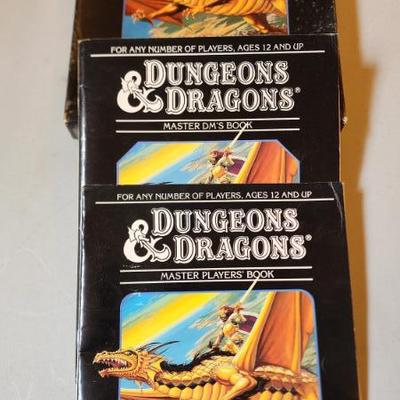 FOR ANY NUMBER OF PLAYERS, AGES 12 AND UP
DUNGEONS
& DRAGONS®
MASTER DM'S BOOK
FOR ANY NUMBER OF PLAYERS, AGES 12 AND UP
DUNGEONS
& DRAGONS®
MASTER PLAYERS' BOOK